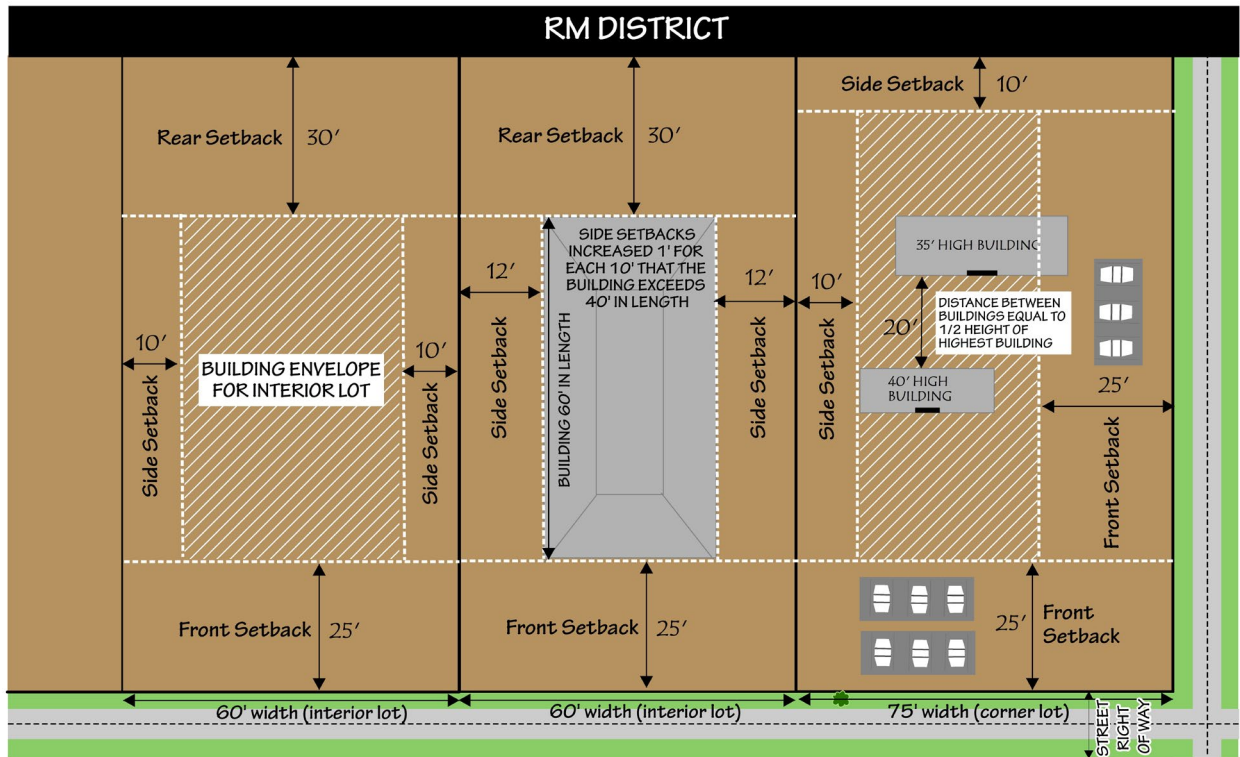 RM DISTRICT
Rear Setback 30'
10'
Side Setback
BUILDING ENVELOPE
FOR INTERIOR LOT
10'
Side Setback
Front Setback 25'
60' width (interior lot)
Rear Setback 30'
12'
Side Setback
SIDE SETBACKS
INCREASED 1' FOR
EACH 10' THAT THE
BUILDING EXCEEDS
40' IN LENGTH
BUILDING 60' IN LENGTH
12'
Side Setback
Front Setback 25'
60' width (interior lot)
Side Setback 10'
10'
Side Setback
35' HIGH BUILDING
20'
DISTANCE BETWEEN
BUILDINGS EQUAL TO
1/2 HEIGHT OF
HIGHEST BUILDING
40' HIGH
BUILDING
25'
Front Setback
25'
Front
Setback
75' width (corner lot)
STREET
RIGHT
OF WAY